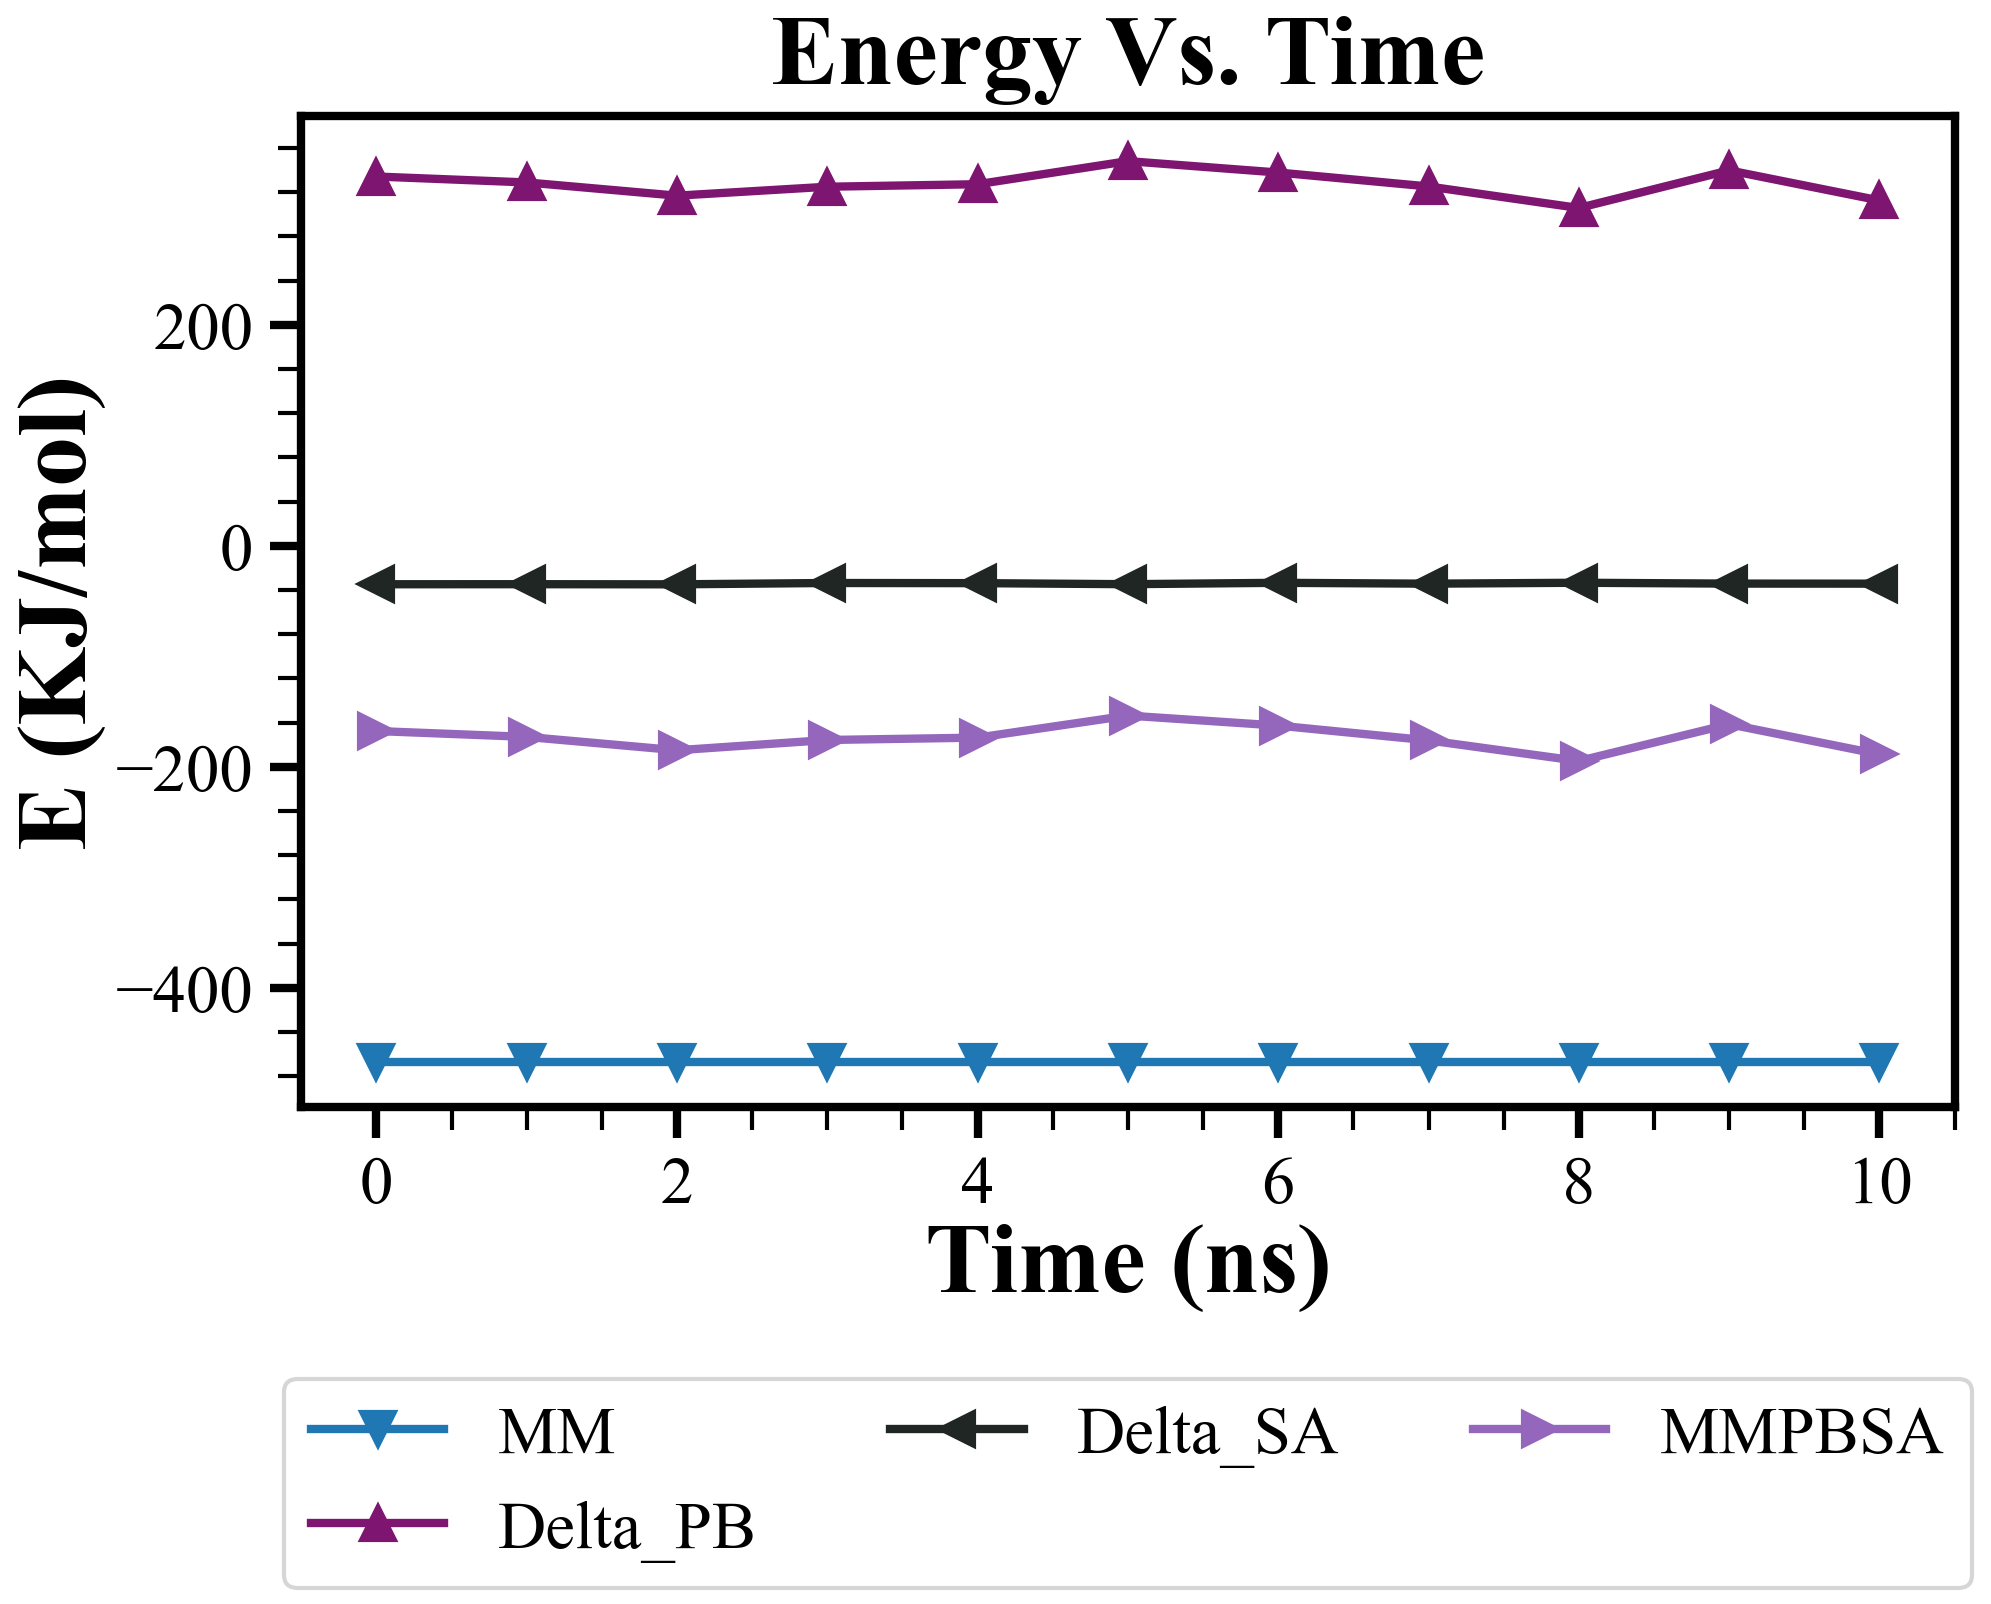 Energy Vs. Time
E (KJ/mol)
200
0
−200
−400
0 2 4 6 8 10
Time (ns)
MM Delta_SA MMPBSA
Delta_PB